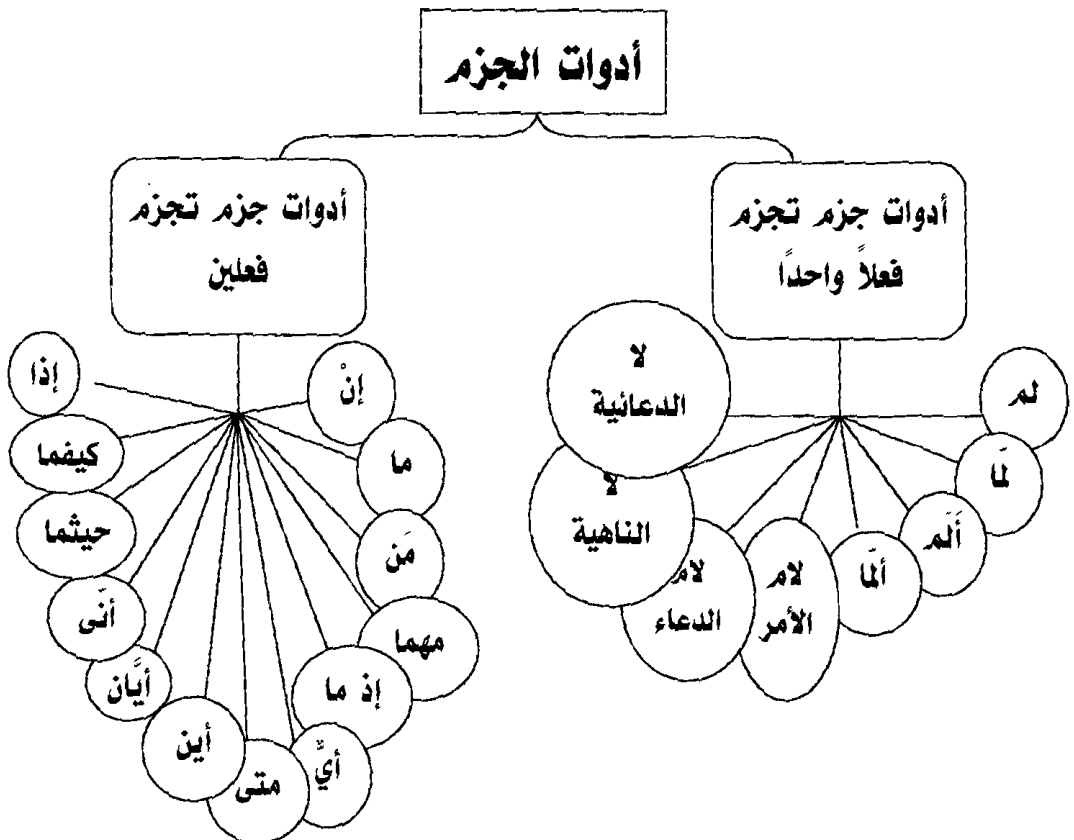 أدوات الجزم
أدوات جزم تجزم
فعلاً واحدًا
لم
لمّا
ألَم
ألمّا
لام
الأمر
لام
الدعاء
لا
الناهية
لا
الدعائية
أدوات جزم تجزم
فعلين
إنْ
ما
مَن
مهما
إذ ما
أيٌّ
متى
أين
أيَّان
أنّى
حيثما
كيفما
إذا